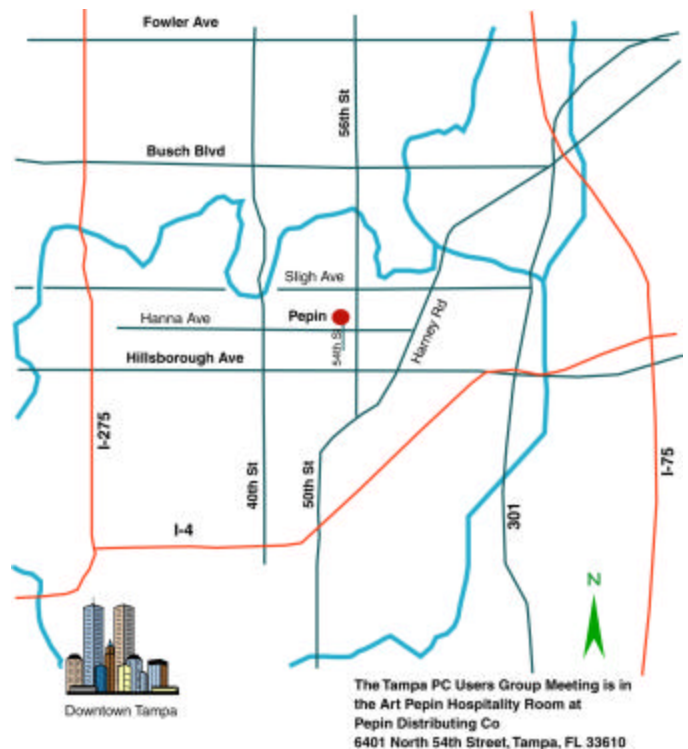 Fowler Ave
56th St
Busch Blvd
Sligh Ave
Hanna Ave
Pepin
54th St
Harney Rd
Hillsborough Ave
I-275
40th St
50th St
I-75
301
I-4
N
Downtown Tampa
The Tampa PC Users Group Meeting is in
the Art Pepin Hospitality Room at
Pepin Distributing Co
6401 North 54th Street, Tampa, FL 33610